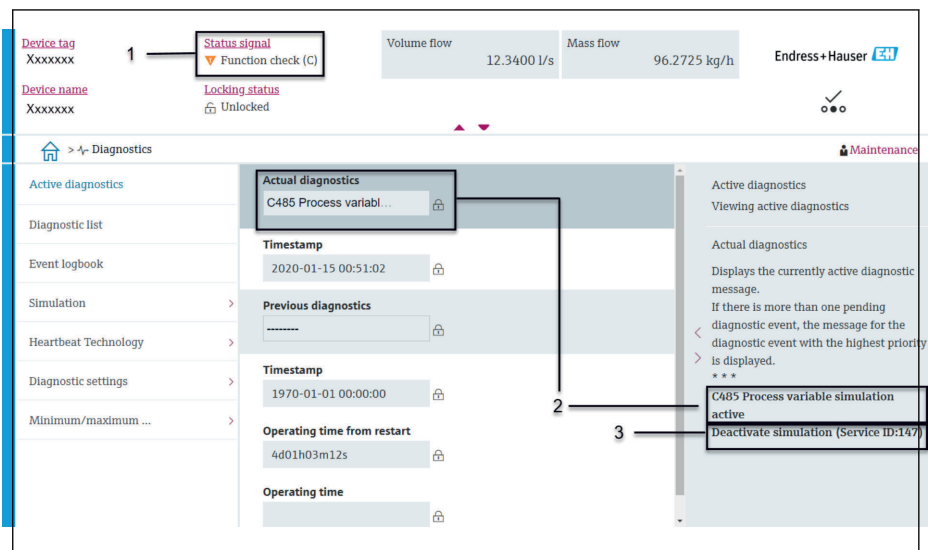 Device tag
Xxxxxxx
1
Status signal
Function check (C)
Volume flow
12.3400 l/s
Mass flow
96.2725 kg/h
Endress+Hauser EH
Device name
Xxxxxxx
Locking status
Unlocked
> Diagnostics
Maintenance
Active diagnostics
Diagnostic list
Event logbook
Simulation >
Heartbeat Technology >
Diagnostic settings >
Minimum/maximum ... >
Actual diagnostics
C485 Process variabl...
Timestamp
2020-01-15 00:51:02
Previous diagnostics
--------
Timestamp
1970-01-01 00:00:00
Operating time from restart
4d01h03m12s
Operating time
2
3
Active diagnostics
Viewing active diagnostics
Actual diagnostics
Displays the currently active diagnostic
message.
If there is more than one pending
diagnostic event, the message for the
diagnostic event with the highest priority
is displayed.
* * *
C485 Process variable simulation
active
Deactivate simulation (Service ID:147)